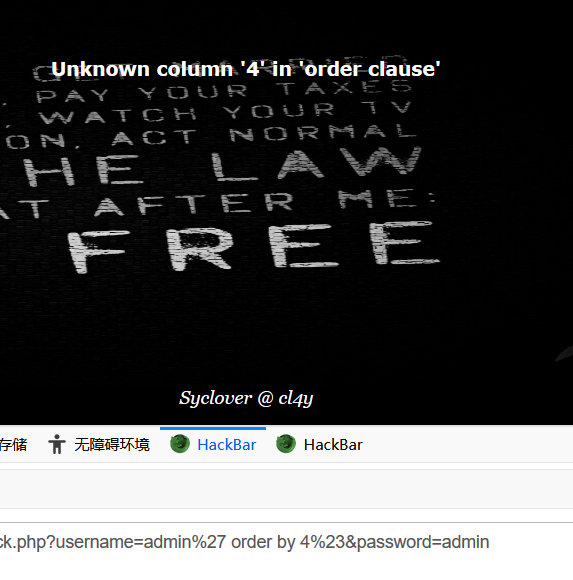 Unknown column '4' in 'order clause'
GET MARRIED
PAY YOUR TAXES
. WATCH YOUR TV
ON. ACT NORMAL
HE LAW
AT AFTER ME:
FREE
Syclover @ cl4y
存储 无障碍环境 HackBar HackBar
ck.php?username=admin%27 order by 4%23&password=admin